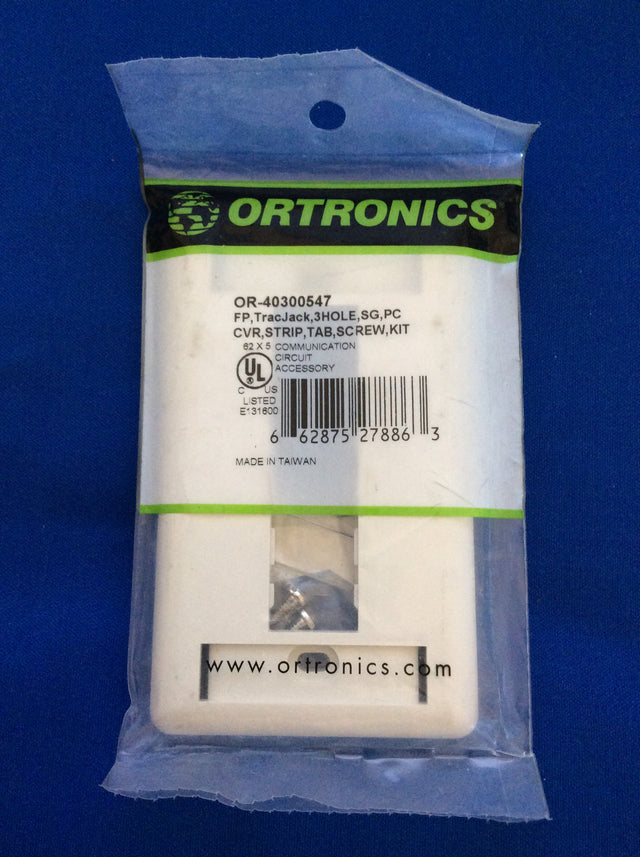 ORTRONICS
OR-40300547
FP,TracJack,3HOLE,SG,PC
CVR,STRIP,TAB,SCREW,KIT
62 X 5 COMMUNICATION
CIRCUIT
ACCESSORY
UL
C US
LISTED
E131600
6 62875 27886 3
MADE IN TAIWAN
www.ortronics.com